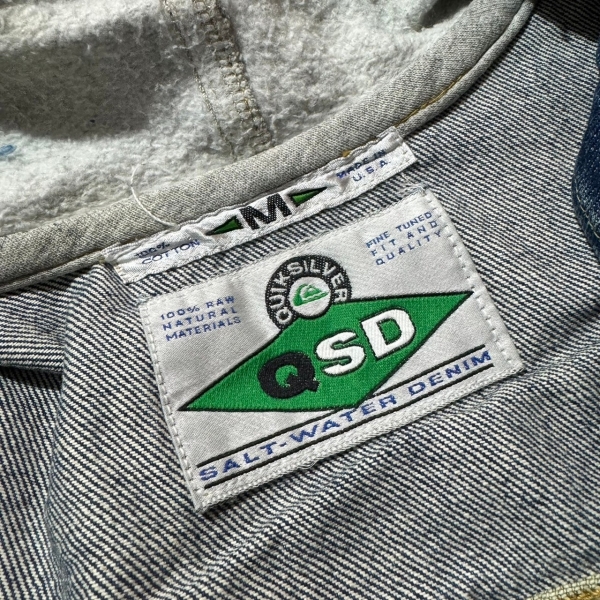 100%
COTTON
M
MADE IN
U.S.A.
QUIKSILVER
100% RAW
NATURAL
MATERIALS
FINE TUNED
FIT AND
QUALITY
QSD
SALT-WATER DENIM